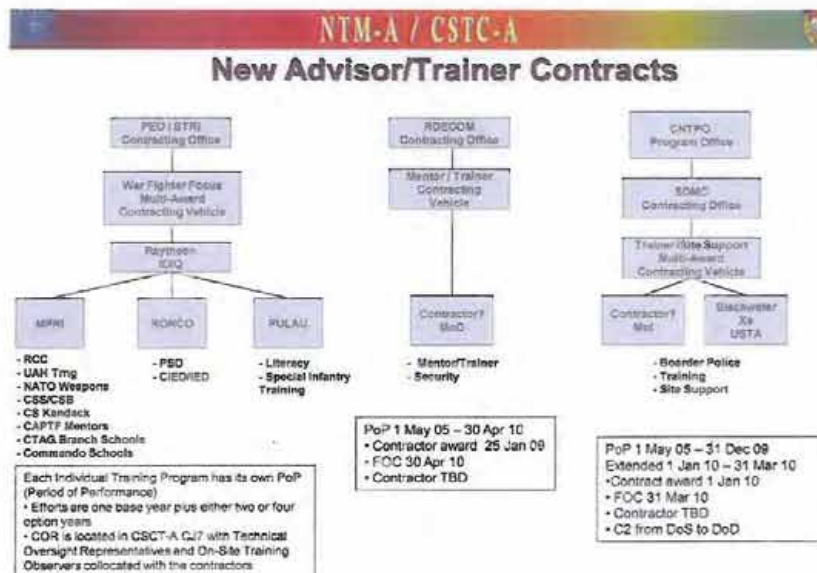 NTM-A / CSTC-A
New Advisor/Trainer Contracts
PEO / STRI
Contracting Office
War Fighter Focus
Multi-Award
Contracting Vehicle
Raytheon
IDIQ
MPRI
- RCC
- UAH Trng
- NATO Weapons
- CSS/CSB
- CS Kandack
- CAPTF Mentors
- CTAG Branch Schools
- Commando Schools
RONCO
- PSD
- CIED/IED
RULAU
- Literacy
- Special Infantry
Training
Each Individual Training Program has its own PoP
(Period of Performance)
• Efforts are one base year plus either two or four
option years
• COR is located in CSCT-A CJ7 with Technical
Oversight Representatives and On-Site Training
Observers collocated with the contractors
RDECOM
Contracting Office
Mentor / Trainer
Contracting
Vehicle
Contractor?
MoD
- Mentor/Trainer
- Security
PoP 1 May 05 – 30 Apr 10
• Contractor award 25 Jan 09
• FOC 30 Apr 10
• Contractor TBD
CNTPO
Program Office
SDMC
Contracting Office
Trainer /Site Support
Multi-Award
Contracting Vehicle
Contractor?
MoI
Blackwater
Xe
USTA
- Boarder Police
- Training
- Site Support
PoP 1 May 05 – 31 Dec 09
Extended 1 Jan 10 – 31 Mar 10
•Contract award 1 Jan 10
• FOC 31 Mar 10
• Contractor TBD
• C2 from DoS to DoD